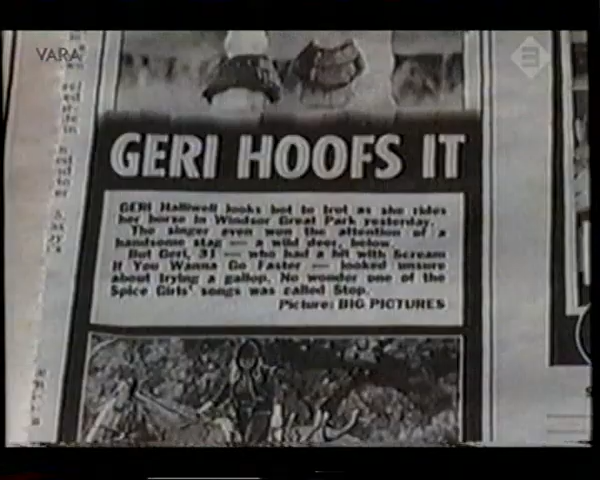 VARA
3
GERI HOOFS IT
GERI Halliwell looks hot to trot as she rides
her horse in Windsor Great Park yesterday.
The singer even won the attention of a
handsome stag — a wild deer, below.
But Geri, 31 — who had a hit with Scream
If You Wanna Go Faster — looked unsure
about trying a gallop. No wonder one of the
Spice Girls' songs was called Stop.
Picture: BIG PICTURES